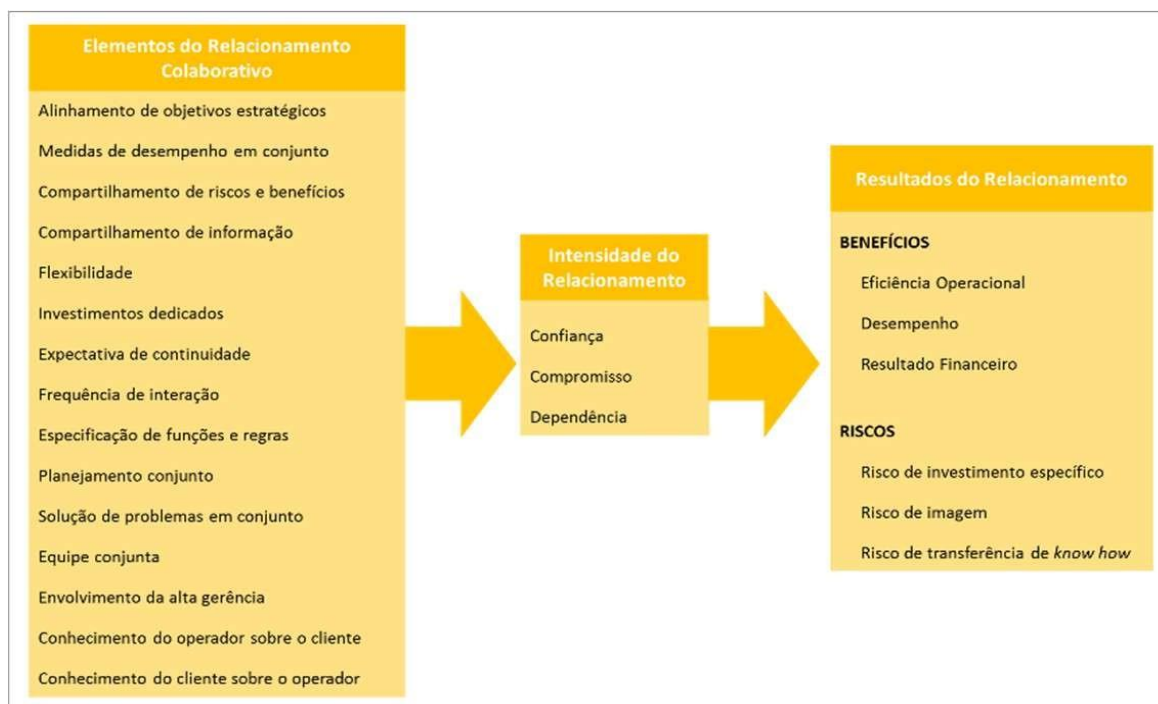 Elementos do Relacionamento
Colaborativo
Alinhamento de objetivos estratégicos
Medidas de desempenho em conjunto
Compartilhamento de riscos e benefícios
Compartilhamento de informação
Flexibilidade
Investimentos dedicados
Expectativa de continuidade
Frequência de interação
Especificação de funções e regras
Planejamento conjunto
Solução de problemas em conjunto
Equipe conjunta
Envolvimento da alta gerência
Conhecimento do operador sobre o cliente
Conhecimento do cliente sobre o operador
Intensidade do
Relacionamento
Confiança
Compromisso
Dependência
Resultados do Relacionamento
BENEFÍCIOS
Eficiência Operacional
Desempenho
Resultado Financeiro
RISCOS
Risco de investimento específico
Risco de imagem
Risco de transferência de know how